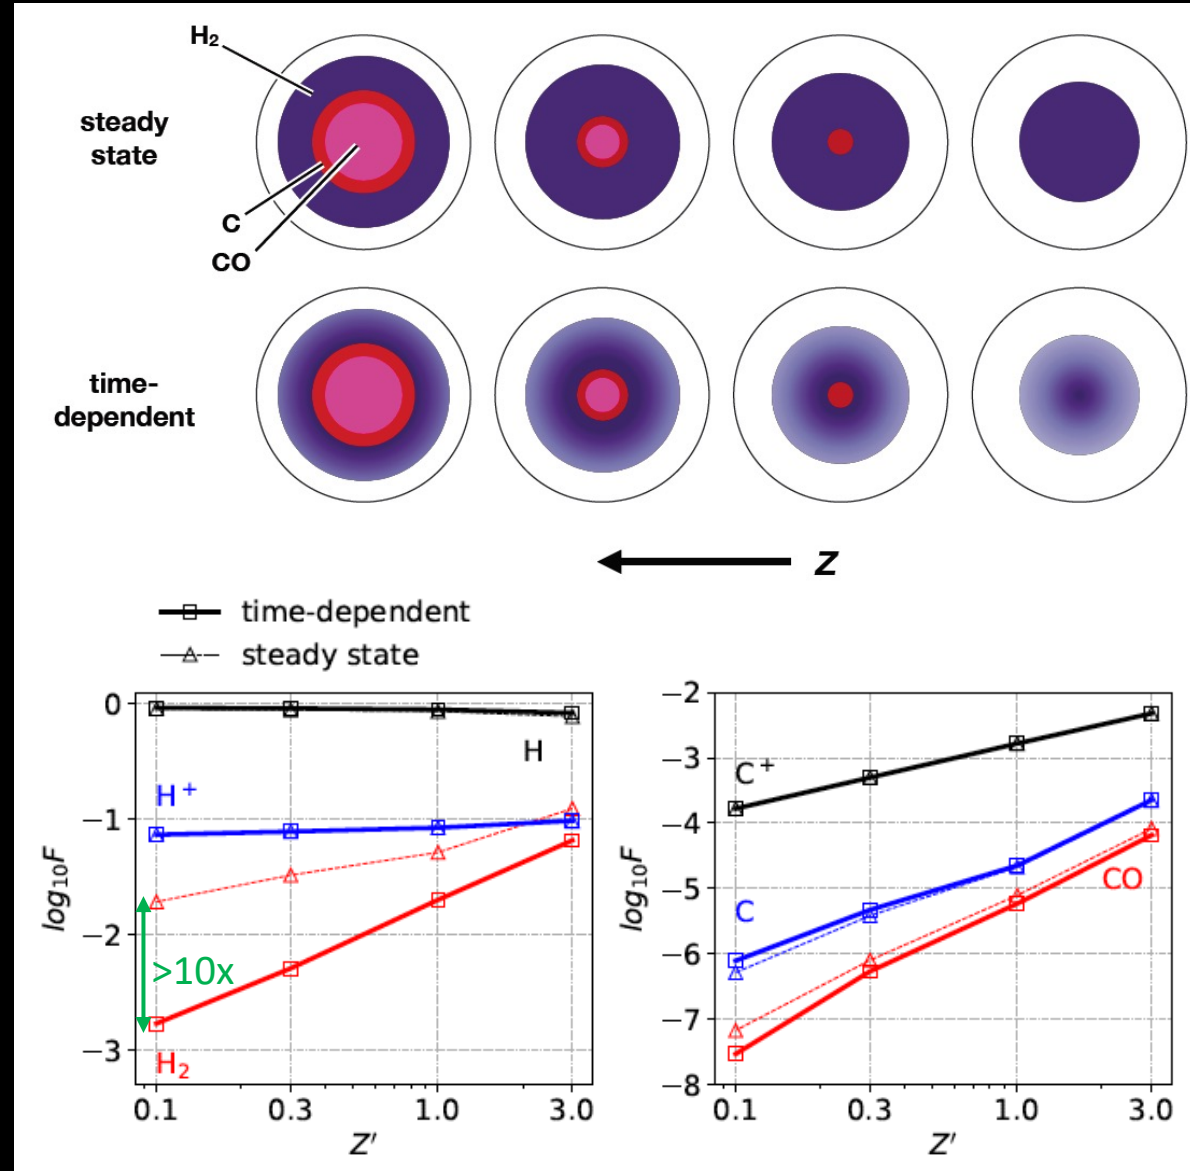 H₂
steady
state
C
CO
time-
dependent
Z
time-dependent
steady state
0
−1
−2
−3
log₁₀F
H
H⁺
>10x
H₂
0.1
0.3
1.0
3.0
Z′
−2
−3
−4
−5
−6
−7
−8
log₁₀F
C⁺
C
CO
0.1
0.3
1.0
3.0
Z′